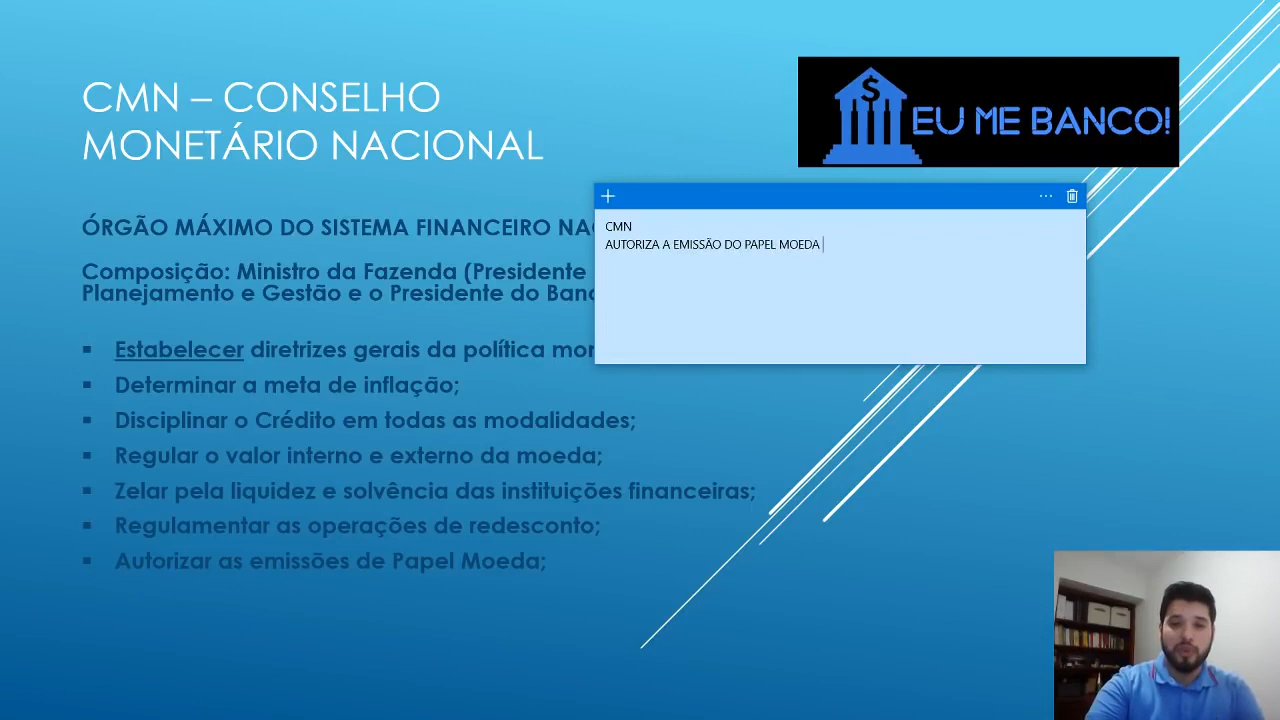 CMN – CONSELHO
MONETÁRIO NACIONAL
$ EU ME BANCO!
ÓRGÃO MÁXIMO DO SISTEMA FINANCEIRO
Composição: Ministro da Fazenda (Presidente
Planejamento e Gestão e o Presidente do
CMN
AUTORIZA A EMISSÃO DO PAPEL MOEDA
▪ Estabelecer diretrizes gerais da política
▪ Determinar a meta de inflação;
▪ Disciplinar o Crédito em todas as modalidades;
▪ Regular o valor interno e externo da moeda;
▪ Zelar pela liquidez e solvência das instituições financeiras;
▪ Regulamentar as operações de redesconto;
▪ Autorizar as emissões de Papel Moeda;